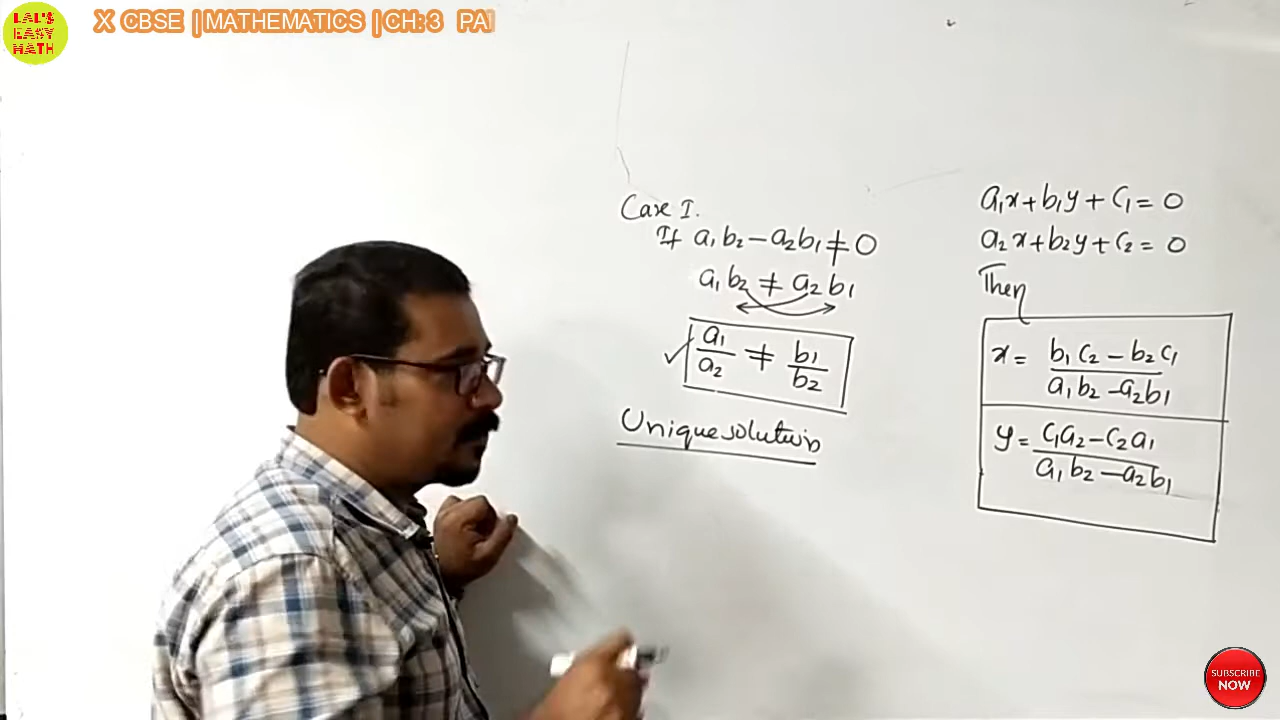 LAL'S
EASY
MATH
X CBSE | MATHEMATICS | CH: 3 PA
Case I.
If a₁b₂ - a₂b₁ ≠ 0
a₁b₂ ≠ a₂b₁
✓ a₁/a₂ ≠ b₁/b₂
Unique solution
a₁x + b₁y + c₁ = 0
a₂x + b₂y + c₂ = 0
Then
x = (b₁c₂ - b₂c₁)/(a₁b₂ - a₂b₁)
y = (c₁a₂ - c₂a₁)/(a₁b₂ - a₂b₁)
SUBSCRIBE
NOW